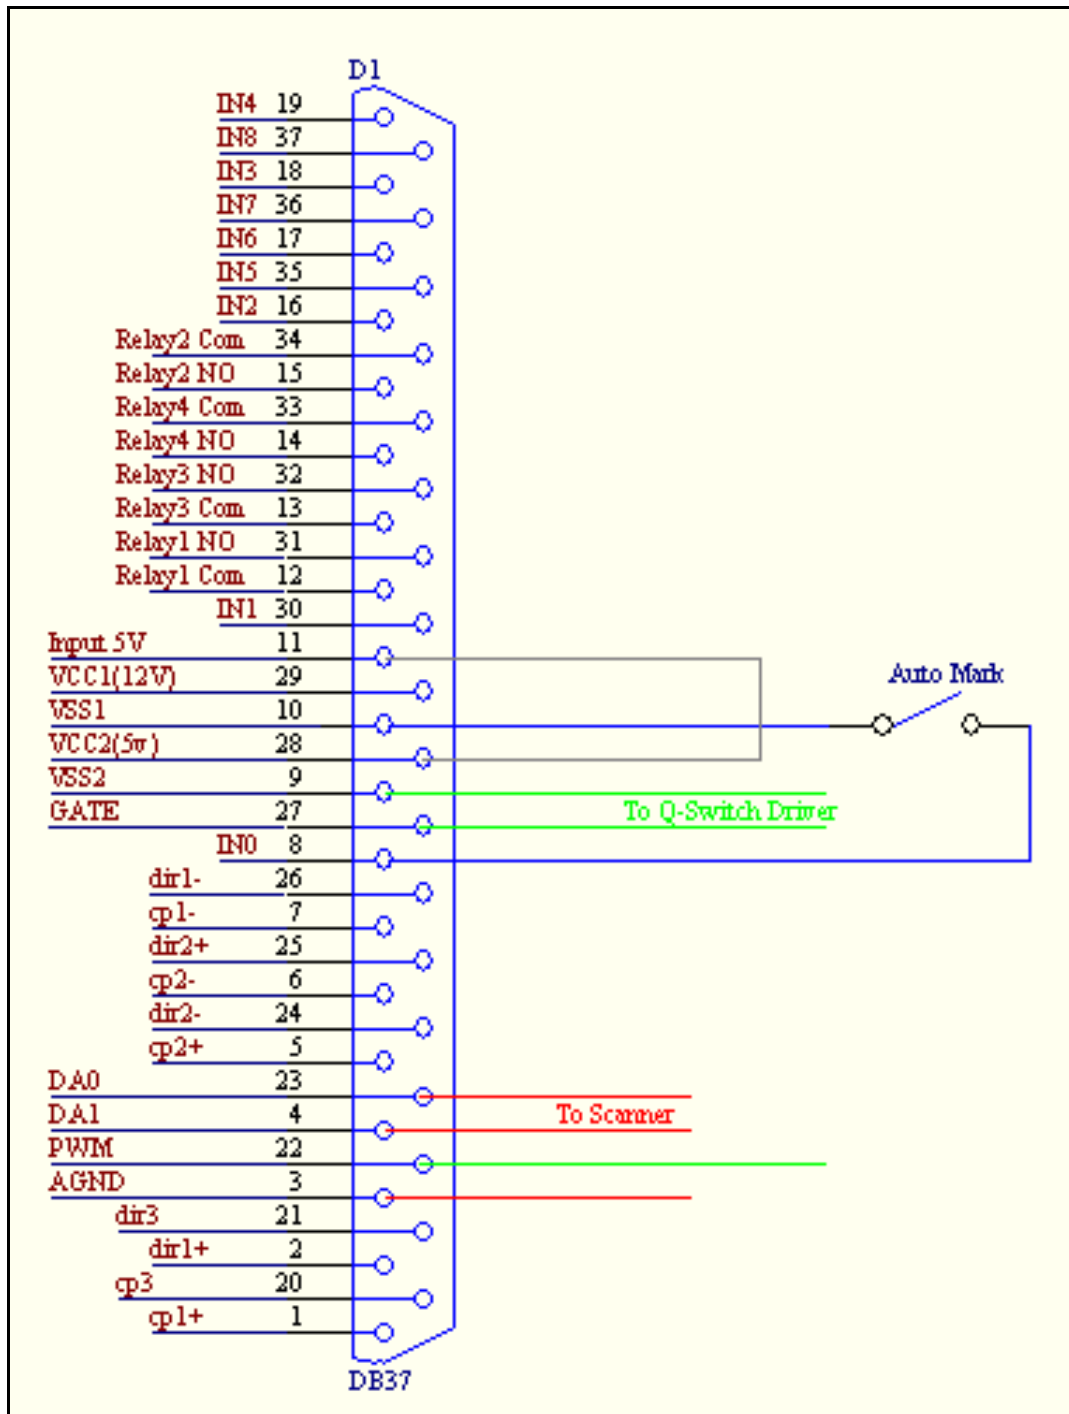 D1
IN4 19
IN8 37
IN3 18
IN7 36
IN6 17
IN5 35
IN2 16
Relay2 Com 34
Relay2 NO 15
Relay4 Com 33
Relay4 NO 14
Relay3 NO 32
Relay3 Com 13
Relay1 NO 31
Relay1 Com 12
IN1 30
Input 5V 11
VCC1(12V) 29
Auto Mark
VSS1 10
VCC2(5v) 28
VSS2 9
GATE 27
To Q-Switch Driver
IN0 8
dir1- 26
cp1- 7
dir2+ 25
cp2- 6
dir2- 24
cp2+ 5
DA0 23
DA1 4
To Scanner
PWM 22
AGND 3
dir3 21
dir1+ 2
cp3 20
cp1+ 1
DB37